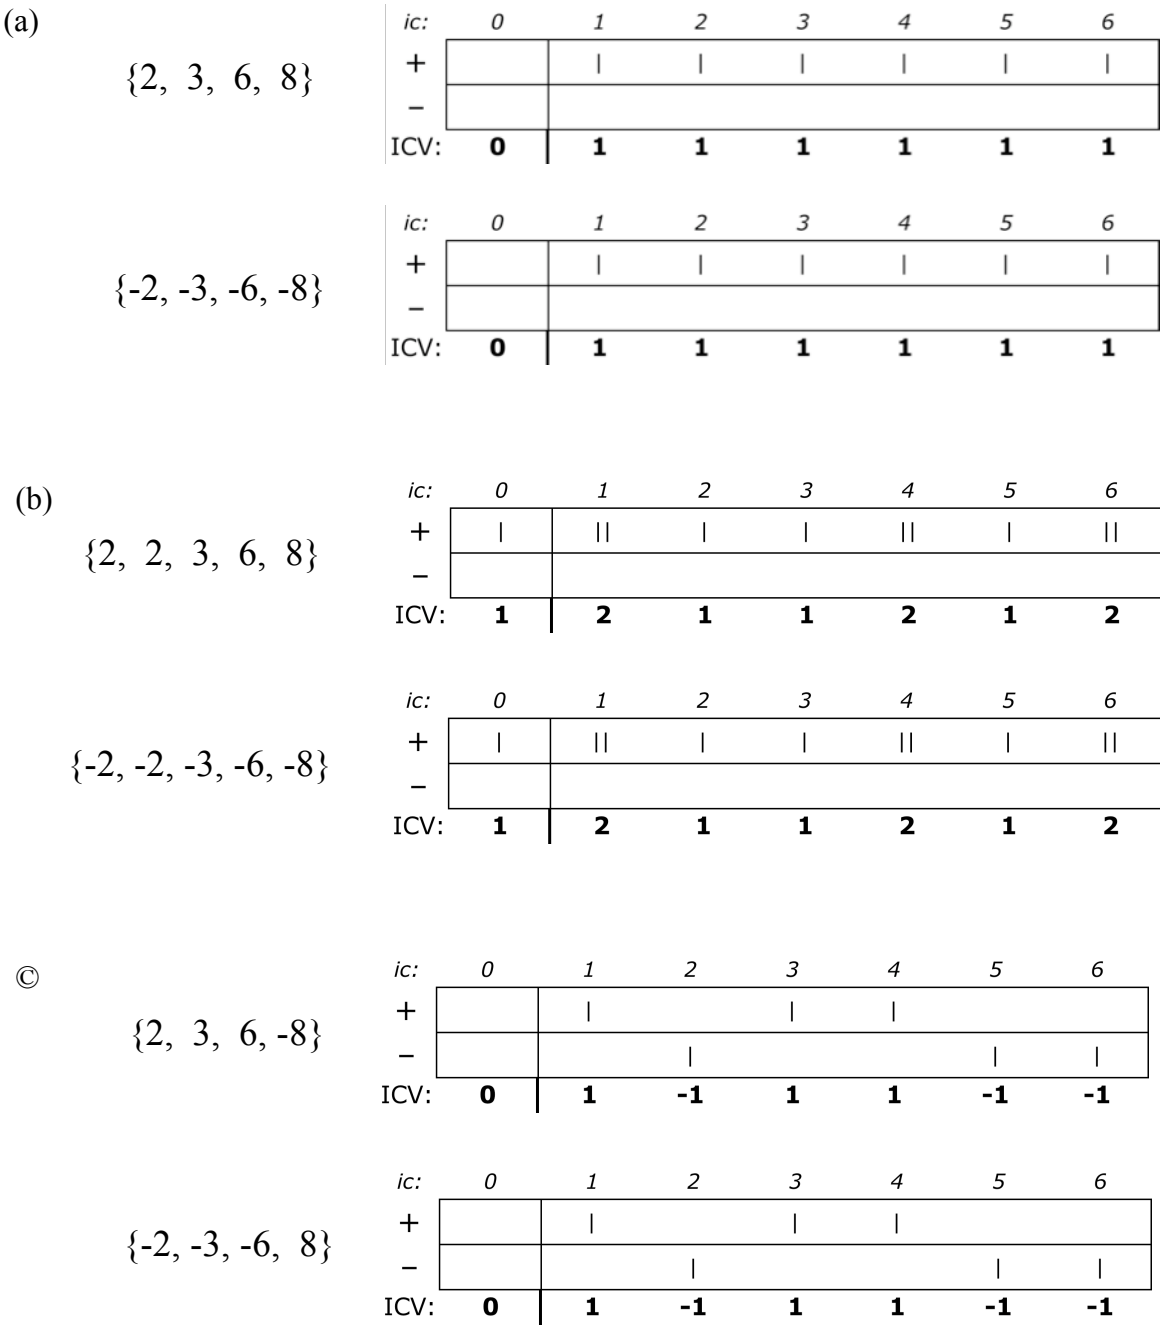 (a)
ic: 0 1 2 3 4 5 6
{2, 3, 6, 8}
+ | | | | | |
−
ICV: 0 1 1 1 1 1 1
ic: 0 1 2 3 4 5 6
{-2, -3, -6, -8}
+ | | | | | |
−
ICV: 0 1 1 1 1 1 1
(b)
ic: 0 1 2 3 4 5 6
{2, 2, 3, 6, 8}
+ | || | | || | ||
−
ICV: 1 2 1 1 2 1 2
ic: 0 1 2 3 4 5 6
{-2, -2, -3, -6, -8}
+ | || | | || | ||
−
ICV: 1 2 1 1 2 1 2
©
ic: 0 1 2 3 4 5 6
{2, 3, 6, -8}
+ | | |
− | | |
ICV: 0 1 -1 1 1 -1 -1
ic: 0 1 2 3 4 5 6
{-2, -3, -6, 8}
+ | | |
− | | |
ICV: 0 1 -1 1 1 -1 -1